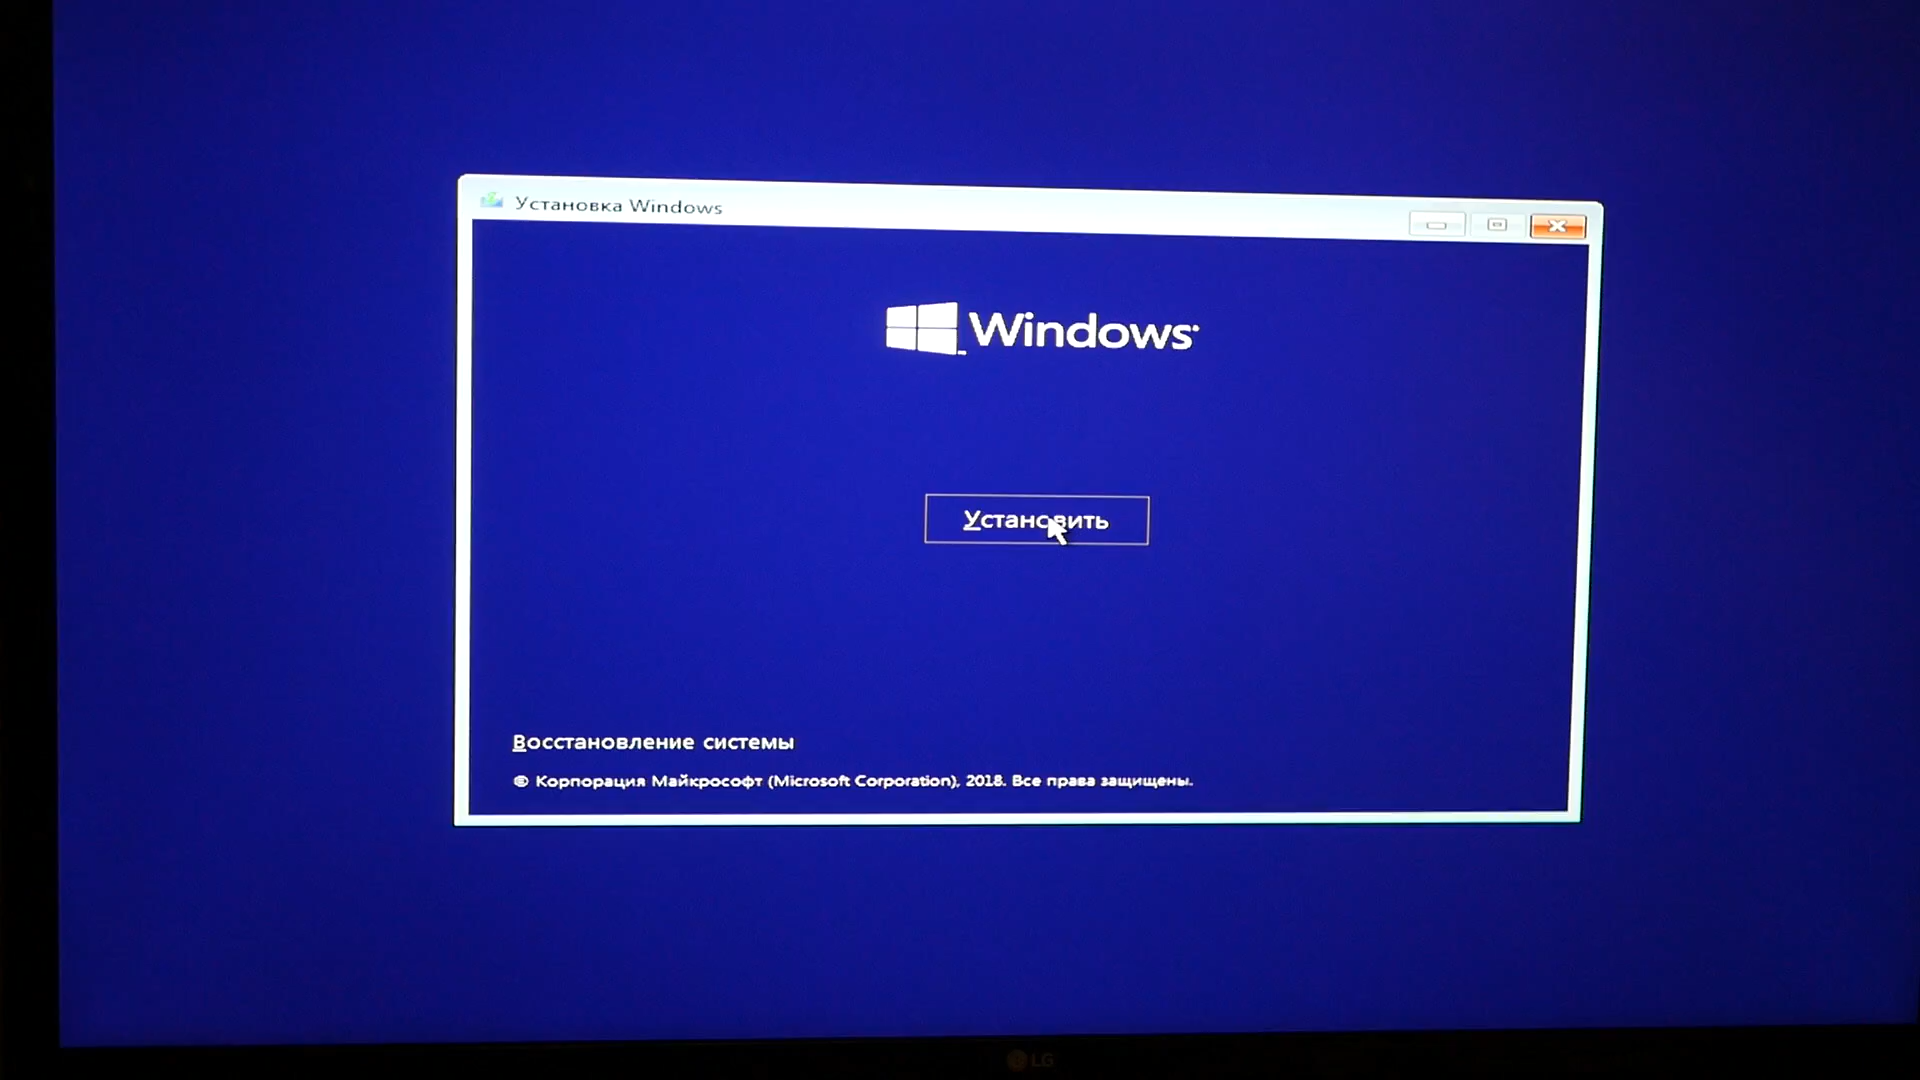 Установка Windows
Windows
Установить
Восстановление системы
© Корпорация Майкрософт (Microsoft Corporation), 2018. Все права защищены.
LG